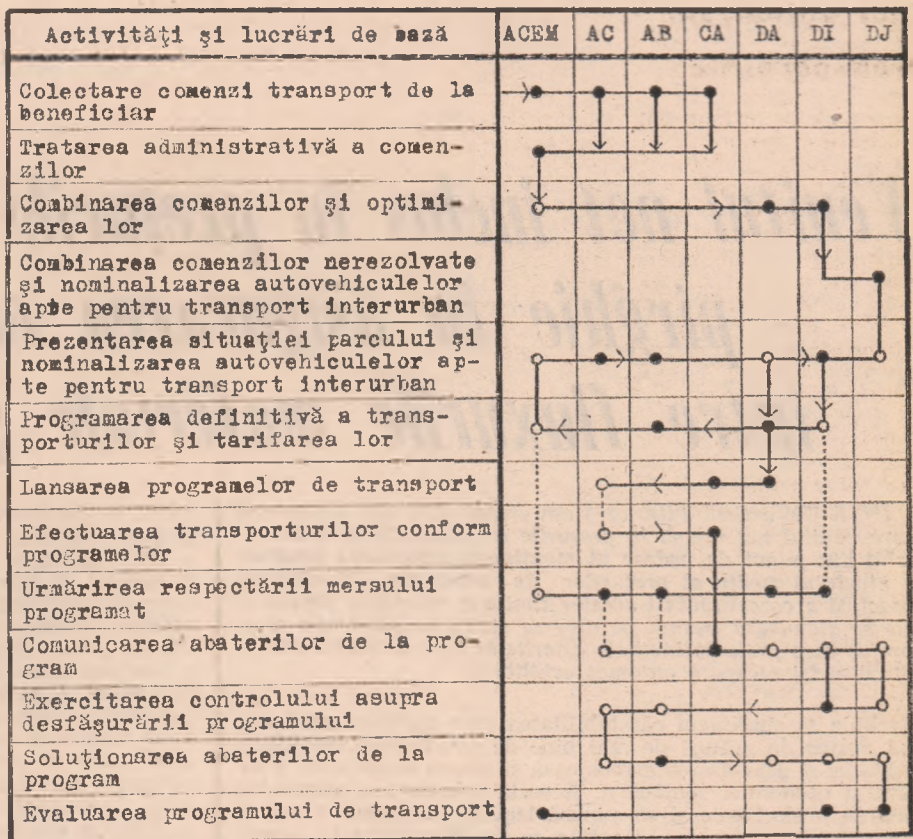 Activităţi şi lucrări de bază ACEM AC AB CA DA DI DJ
Colectare comenzi transport de la
beneficiar
Tratarea administrativă a comen-
zilor
Combinarea comenzilor şi optimi-
zarea lor
Combinarea comenzilor nerezolvate
şi nominalizarea autovehiculelor
apte pentru transport interurban
Prezentarea situaţiei parcului şi
nominalizarea autovehiculelor ap-
te pentru transport interurban
Programarea definitivă a trans-
porturilor şi tarifarea lor
Lansarea programelor de transport
Efectuarea transporturilor conform
programelor
Urmărirea respectării mersului
programat
Comunicarea abaterilor de la pro-
gram
Exercitarea controlului asupra
desfăşurării programului
Soluţionarea abaterilor de la
program
Evaluarea programului de transport